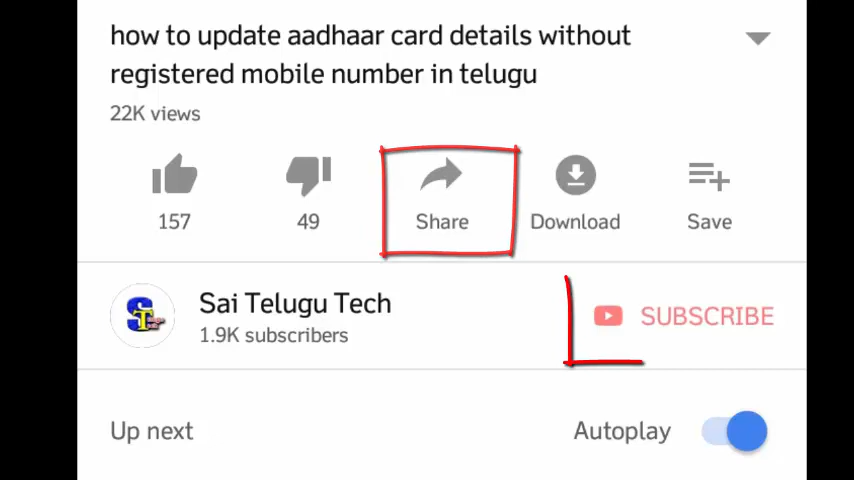 how to update aadhaar card details without
registered mobile number in telugu
22K views
157 49 Share Download Save
Sai Telugu Tech
1.9K subscribers
SUBSCRIBE
Up next Autoplay